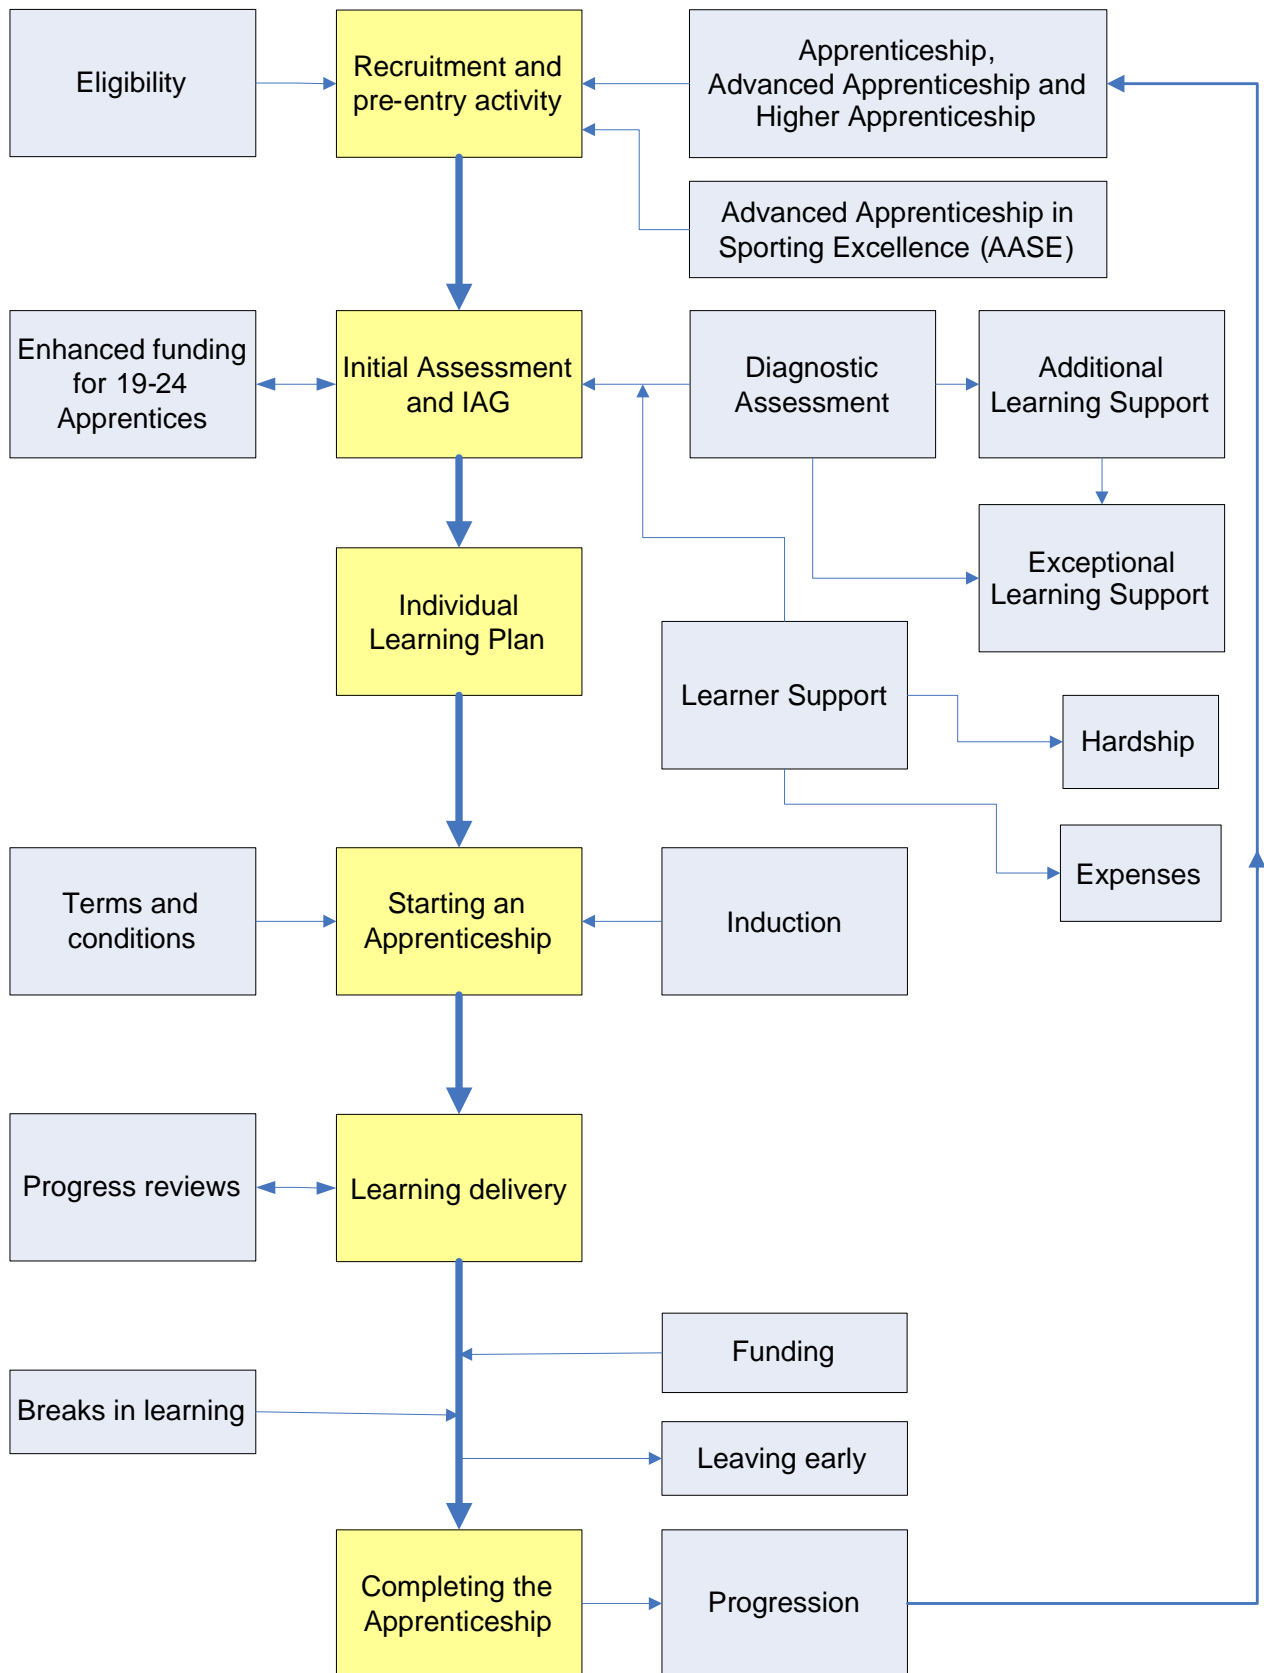 Eligibility
Recruitment and
pre-entry activity
Apprenticeship,
Advanced Apprenticeship and
Higher Apprenticeship
Advanced Apprenticeship in
Sporting Excellence (AASE)
Enhanced funding
for 19-24
Apprentices
Initial Assessment
and IAG
Diagnostic
Assessment
Additional
Learning Support
Exceptional
Learning Support
Individual
Learning Plan
Learner Support
Hardship
Expenses
Terms and
conditions
Starting an
Apprenticeship
Induction
Progress reviews
Learning delivery
Funding
Breaks in learning
Leaving early
Completing the
Apprenticeship
Progression